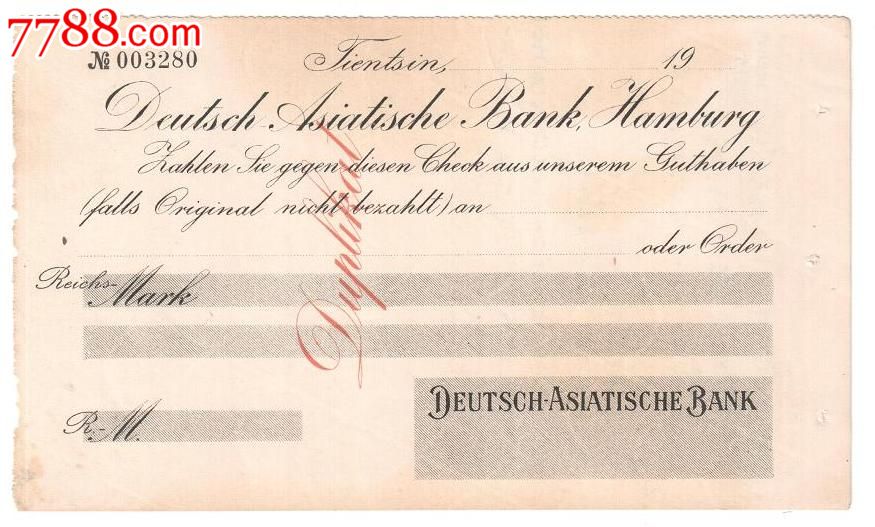 7788.com
№ 003280
Tientsin, 19
Deutsch-Asiatische Bank, Hamburg
Zahlen Sie gegen diesen Check aus unserem Guthaben
(falls Original nicht bezahlt) an
oder Order
Reichs-Mark
Duplikat
R.-M.
DEUTSCH-ASIATISCHE BANK